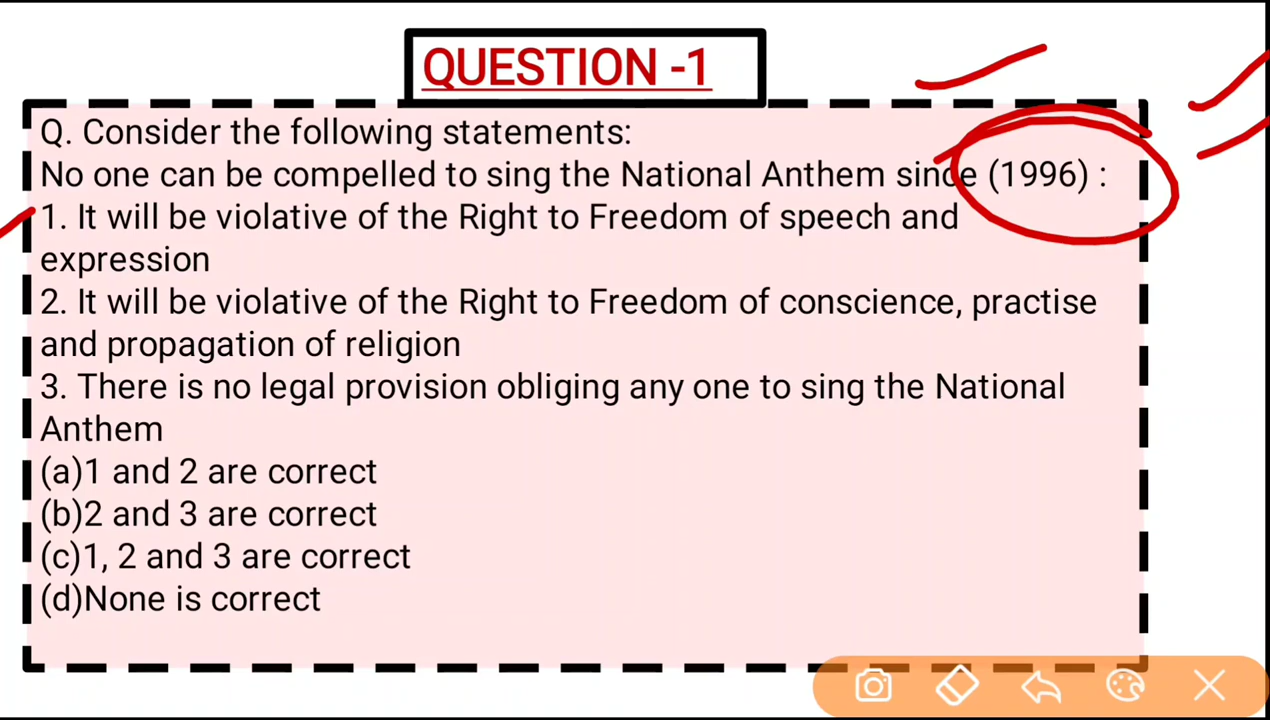 QUESTION -1
Q. Consider the following statements:
No one can be compelled to sing the National Anthem since (1996) :
1. It will be violative of the Right to Freedom of speech and
expression
2. It will be violative of the Right to Freedom of conscience, practise
and propagation of religion
3. There is no legal provision obliging any one to sing the National
Anthem
(a)1 and 2 are correct
(b)2 and 3 are correct
(c)1, 2 and 3 are correct
(d)None is correct